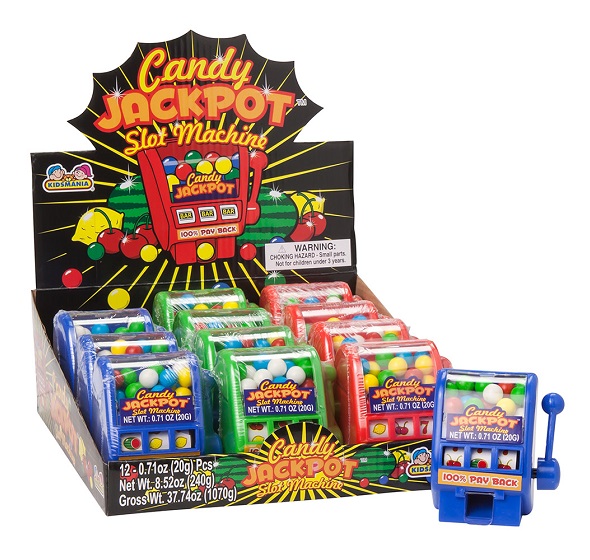 Candy
JACKPOT™
Slot Machine
KIDSMANIA
Candy
JACKPOT
BAR BAR BAR
100% PAY BACK
WARNING:
CHOKING HAZARD - Small parts.
Not for children under 3 years.
Candy
JACKPOT
Slot Machine
NET WT.: 0.71 OZ (20G)
Candy
JACKPOT
Slot Machine
NET WT.: 0.71 OZ (20G)
Candy
JACKPOT
Slot Machine
NET WT.: 0.71 OZ (20G)
Candy
JACKPOT
Slot Machine
NET WT.: 0.71 OZ (20G)
100% PAY BACK
12 - 0.71oz (20g) Pcs
Net Wt. 8.52oz, (240g)
Gross Wt. 37.74oz (1070g)
Candy
JACKPOT™
Slot Machine
KIDSMANIA